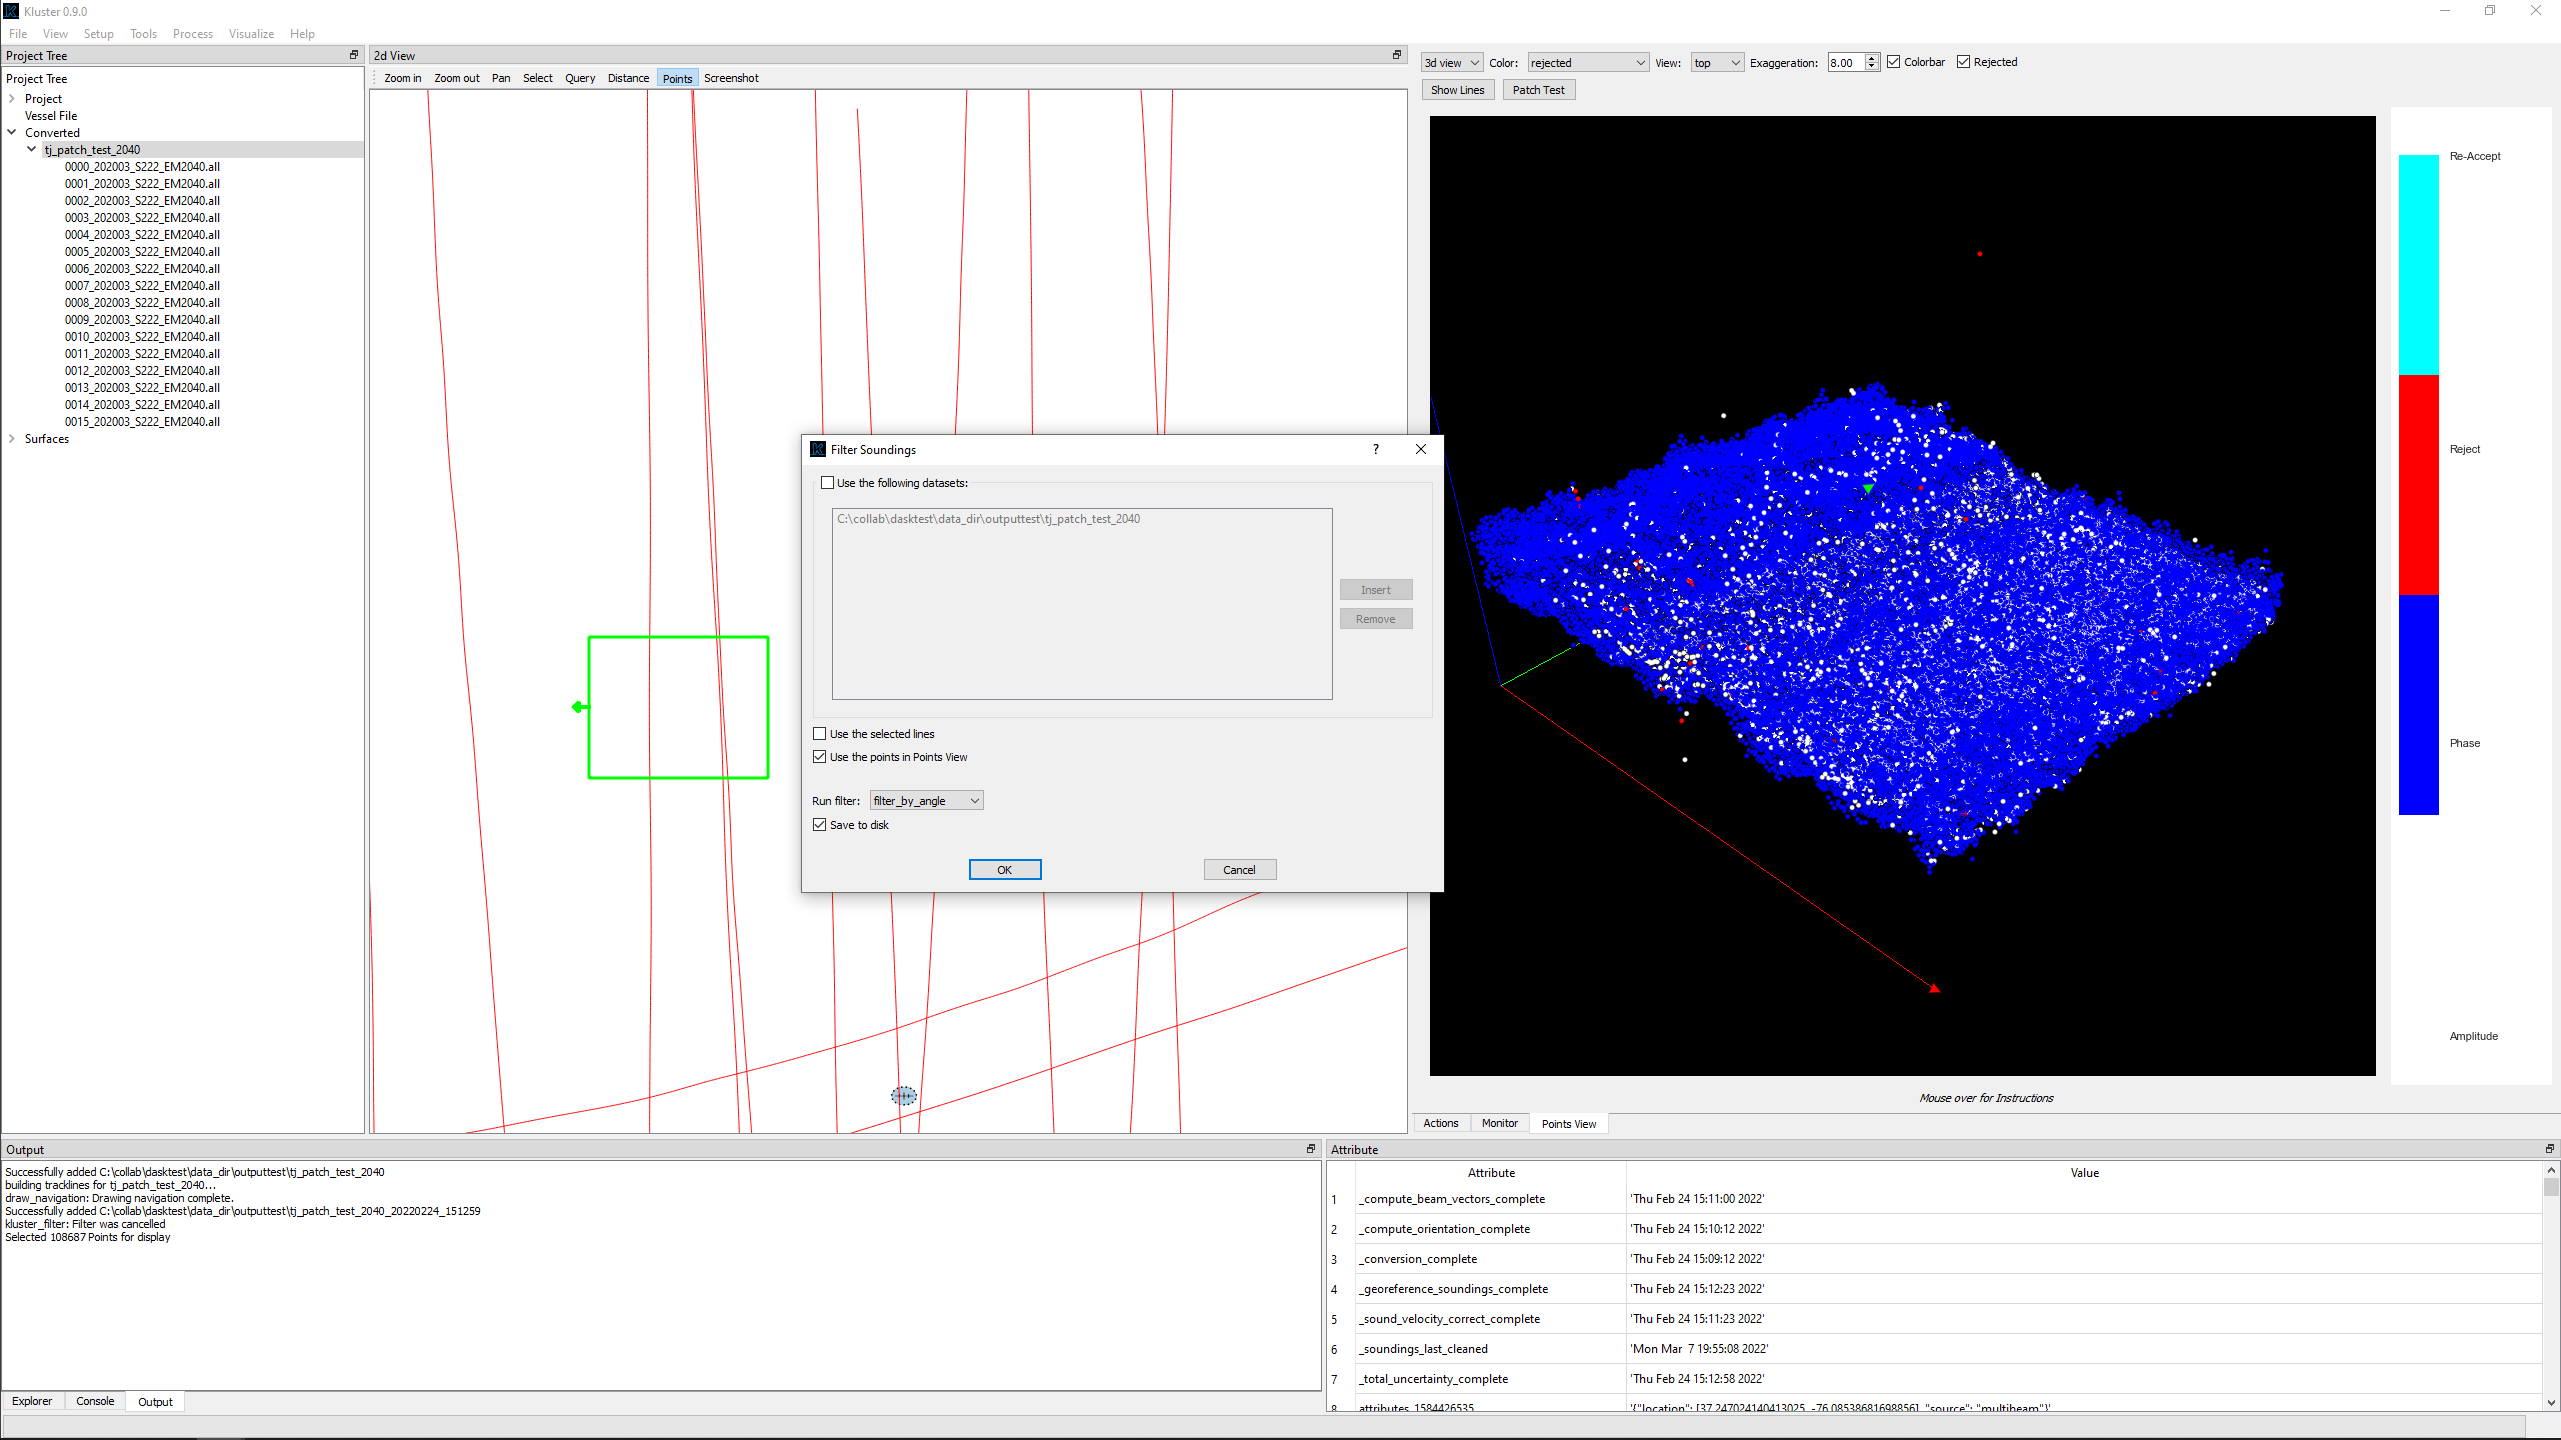 Kluster 0.9.0
File View Setup Tools Process Visualize Help
Project Tree
Project Tree
Project
Vessel File
Converted
tj_patch_test_2040
0000_202003_S222_EM2040.all
0001_202003_S222_EM2040.all
0002_202003_S222_EM2040.all
0003_202003_S222_EM2040.all
0004_202003_S222_EM2040.all
0005_202003_S222_EM2040.all
0006_202003_S222_EM2040.all
0007_202003_S222_EM2040.all
0008_202003_S222_EM2040.all
0009_202003_S222_EM2040.all
0010_202003_S222_EM2040.all
0011_202003_S222_EM2040.all
0012_202003_S222_EM2040.all
0013_202003_S222_EM2040.all
0014_202003_S222_EM2040.all
0015_202003_S222_EM2040.all
Surfaces
2d View
Zoom in Zoom out Pan Select Query Distance Points Screenshot
Filter Soundings ?
Use the following datasets:
C:\collab\dasktest\data_dir\outputtest\tj_patch_test_2040
Insert
Remove
Use the selected lines
Use the points in Points View
Run filter: filter_by_angle
Save to disk
OK Cancel
3d view Color: rejected View: top Exaggeration: 8.00 Colorbar Rejected
Show Lines Patch Test
Re-Accept
Reject
Phase
Amplitude
Mouse over for Instructions
Actions Monitor Points View
Output
Successfully added C:\collab\dasktest\data_dir\outputtest\tj_patch_test_2040
building tracklines for tj_patch_test_2040...
draw_navigation: Drawing navigation complete.
Successfully added C:\collab\dasktest\data_dir\outputtest\tj_patch_test_2040_20220224_151259
kluster_filter: Filter was cancelled
Selected 108687 Points for display
Explorer Console Output
Attribute
Attribute Value
1 _compute_beam_vectors_complete 'Thu Feb 24 15:11:00 2022'
2 _compute_orientation_complete 'Thu Feb 24 15:10:12 2022'
3 _conversion_complete 'Thu Feb 24 15:09:12 2022'
4 _georeference_soundings_complete 'Thu Feb 24 15:12:23 2022'
5 _sound_velocity_correct_complete 'Thu Feb 24 15:11:23 2022'
6 _soundings_last_cleaned 'Mon Mar  7 19:55:08 2022'
7 _total_uncertainty_complete 'Thu Feb 24 15:12:58 2022'
8 attributes_1584426535 '{"location": [37.247024140413025, -76.08538681698856], "source": "multibeam"}'